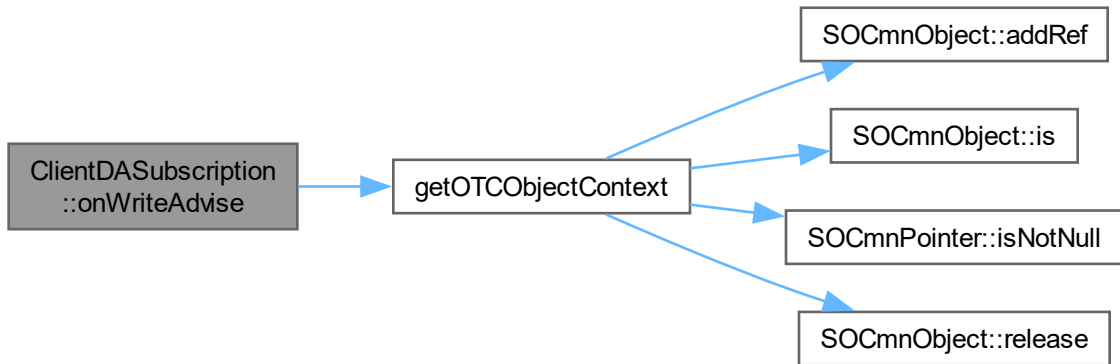 ClientDASubscription
::onWriteAdvise
getOTCObjectContext
SOCmnObject::addRef
SOCmnObject::is
SOCmnPointer::isNotNull
SOCmnObject::release